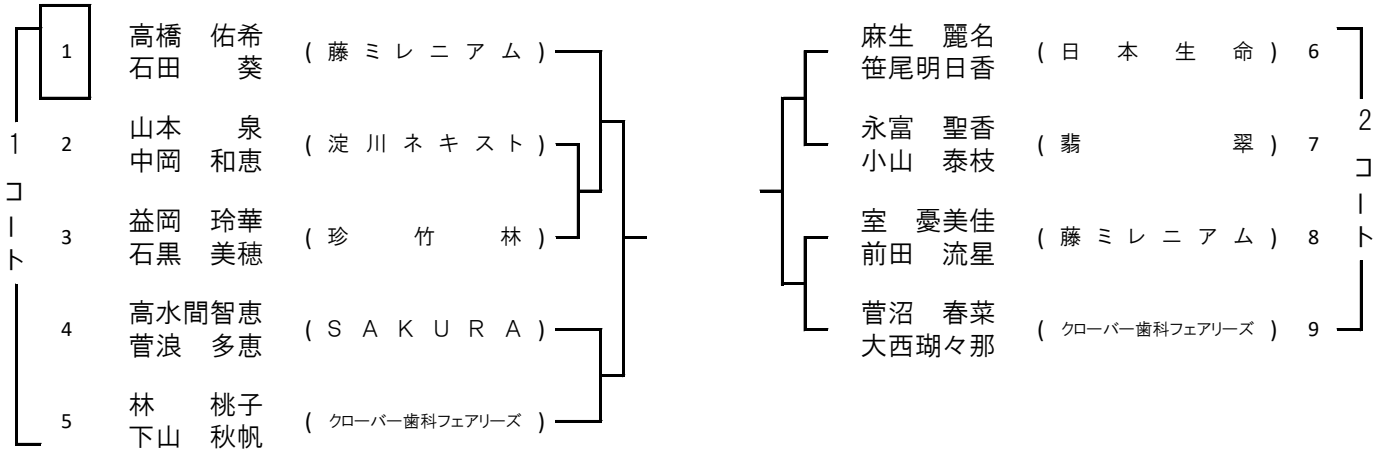 1 高橋　佑希 ( 藤 ミ レ ニ ア ム )
石田　　葵
2 山本　　泉 ( 淀 川 ネ キ ス ト )
中岡　和恵
3 益岡　玲華 ( 珍 竹 林 )
石黒　美穂
4 高水間智恵 ( Ｓ Ａ Ｋ Ｕ Ｒ Ａ )
菅浪　多恵
5 林　　桃子 ( クローバー歯科フェアリーズ )
下山　秋帆
1コート
麻生　麗名 ( 日 本 生 命 ) 6
笹尾明日香
永富　聖香 ( 翡 翠 ) 7
小山　泰枝
室　憂美佳 ( 藤 ミ レ ニ ア ム ) 8
前田　流星
菅沼　春菜 ( クローバー歯科フェアリーズ ) 9
大西瑚々那
2コート